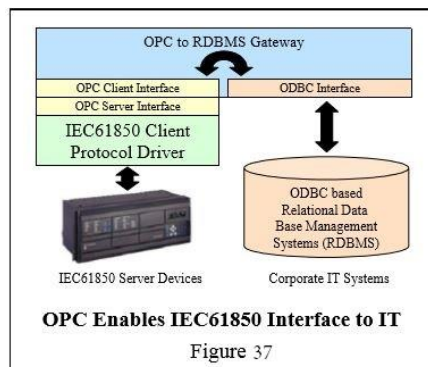 OPC to RDBMS Gateway
OPC Client Interface
ODBC Interface
OPC Server Interface
IEC61850 Client
Protocol Driver
ODBC based
Relational Data
Base Management
Systems (RDBMS)
IEC61850 Server Devices
Corporate IT Systems
OPC Enables IEC61850 Interface to IT
Figure 37